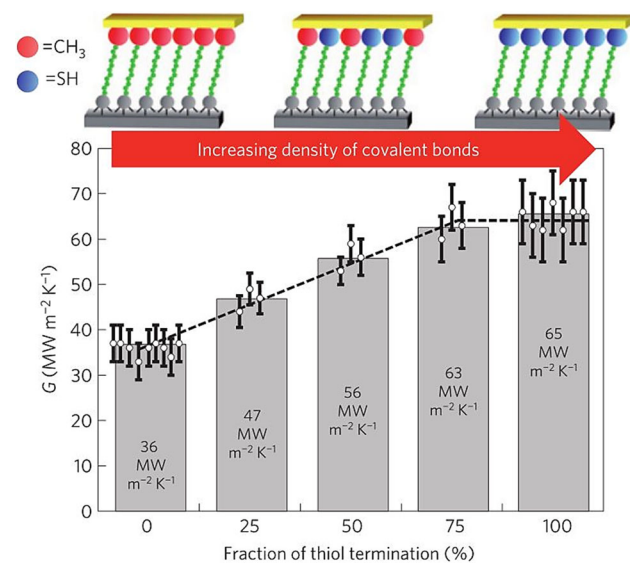 =CH₃
=SH
Increasing density of covalent bonds
80
70
60
50
40
30
20
10
0
G (MW m⁻² K⁻¹)
36
MW
m⁻² K⁻¹
47
MW
m⁻² K⁻¹
56
MW
m⁻² K⁻¹
63
MW
m⁻² K⁻¹
65
MW
m⁻² K⁻¹
0
25
50
75
100
Fraction of thiol termination (%)